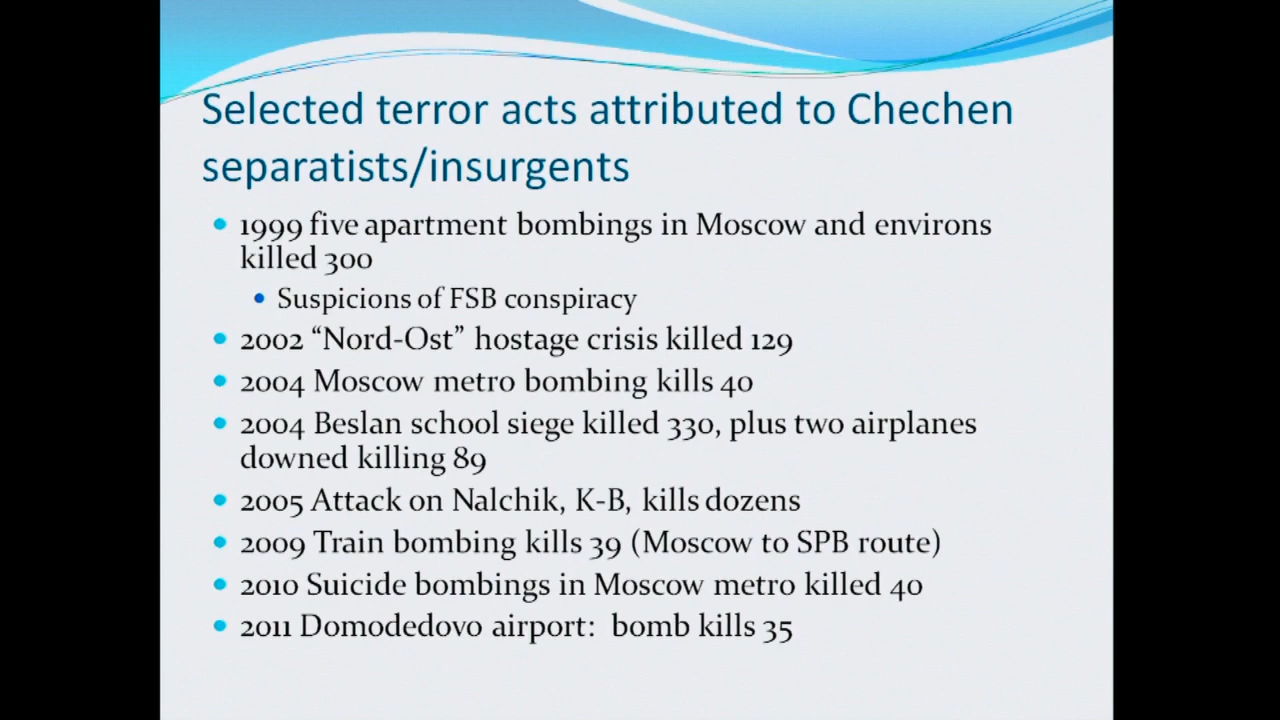 Selected terror acts attributed to Chechen
separatists/insurgents
• 1999 five apartment bombings in Moscow and environs
killed 300
• Suspicions of FSB conspiracy
• 2002 “Nord-Ost” hostage crisis killed 129
• 2004 Moscow metro bombing kills 40
• 2004 Beslan school siege killed 330, plus two airplanes
downed killing 89
• 2005 Attack on Nalchik, K-B, kills dozens
• 2009 Train bombing kills 39 (Moscow to SPB route)
• 2010 Suicide bombings in Moscow metro killed 40
• 2011 Domodedovo airport:  bomb kills 35